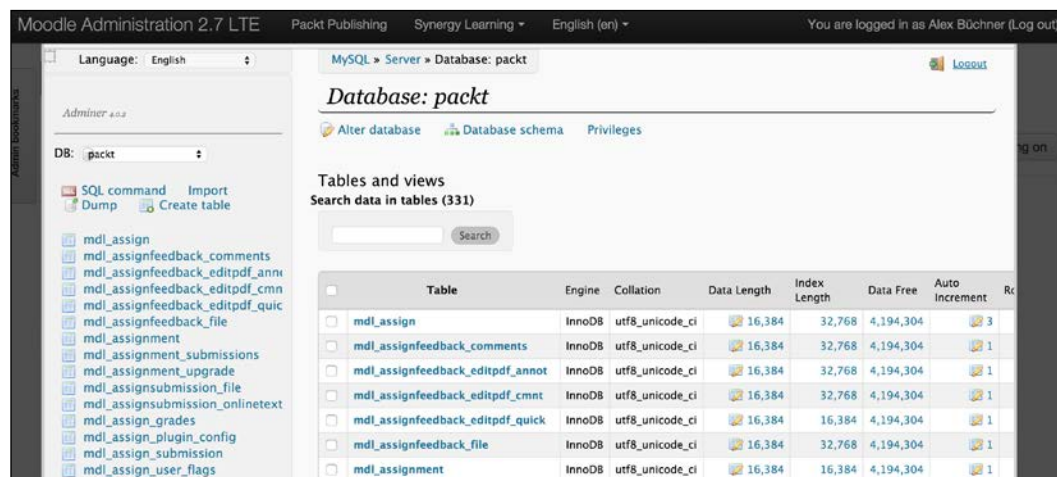 Moodle Administration 2.7 LTE Packt Publishing Synergy Learning English (en) You are logged in as Alex Büchner (Log out)
Admin bookmarks
ng on
Language: English
Adminer 4.0.2
DB: packt
SQL command Import
Dump Create table
mdl_assign
mdl_assignfeedback_comments
mdl_assignfeedback_editpdf_anno
mdl_assignfeedback_editpdf_cmn
mdl_assignfeedback_editpdf_quic
mdl_assignfeedback_file
mdl_assignment
mdl_assignment_submissions
mdl_assignment_upgrade
mdl_assignsubmission_file
mdl_assignsubmission_onlinetext
mdl_assign_grades
mdl_assign_plugin_config
mdl_assign_submission
mdl_assign_user_flags
MySQL » Server » Database: packt
Logout
Database: packt
Alter database Database schema Privileges
Tables and views
Search data in tables (331)
Search
Table Engine Collation Data Length Index Length Data Free Auto Increment Ro
mdl_assign InnoDB utf8_unicode_ci 16,384 32,768 4,194,304 3
mdl_assignfeedback_comments InnoDB utf8_unicode_ci 16,384 32,768 4,194,304 1
mdl_assignfeedback_editpdf_annot InnoDB utf8_unicode_ci 16,384 32,768 4,194,304 1
mdl_assignfeedback_editpdf_cmnt InnoDB utf8_unicode_ci 16,384 32,768 4,194,304 1
mdl_assignfeedback_editpdf_quick InnoDB utf8_unicode_ci 16,384 16,384 4,194,304 1
mdl_assignfeedback_file InnoDB utf8_unicode_ci 16,384 32,768 4,194,304 1
mdl_assignment InnoDB utf8_unicode_ci 16,384 16,384 4,194,304 1